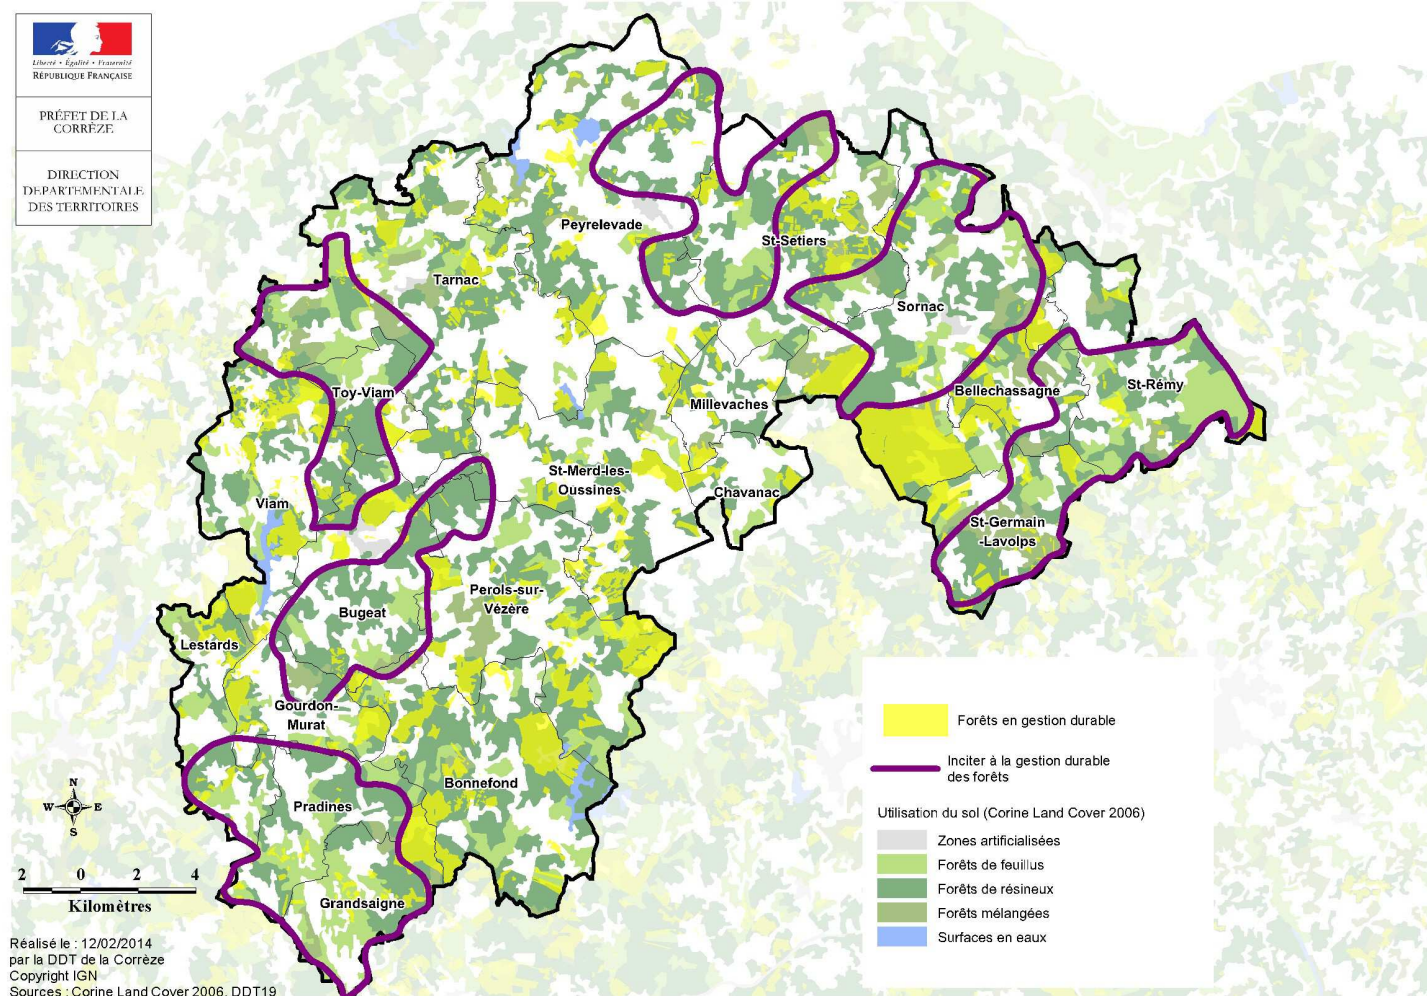 Liberté • Égalité • Fraternité
RÉPUBLIQUE FRANÇAISE
PRÉFET DE LA
CORRÈZE
DIRECTION
DEPARTEMENTALE
DES TERRITOIRES
Peyrelevade
St-Setiers
Tarnac
Sornac
Toy-Viam
Millevaches
Bellechassagne
St-Rémy
St-Merd-les-
Oussines
Chavanac
Viam
St-Germain
-Lavolps
Bugeat
Perols-sur-
Vézère
Lestards
Gourdon-
Murat
Bonnefond
Pradines
Grandsaigne
N
W
E
S
2 0 2 4
Kilomètres
Réalisé le : 12/02/2014
par la DDT de la Corrèze
Copyright IGN
Sources : Corine Land Cover 2006, DDT19
Forêts en gestion durable
Inciter à la gestion durable
des forêts
Utilisation du sol (Corine Land Cover 2006)
Zones artificialisées
Forêts de feuillus
Forêts de résineux
Forêts mélangées
Surfaces en eaux